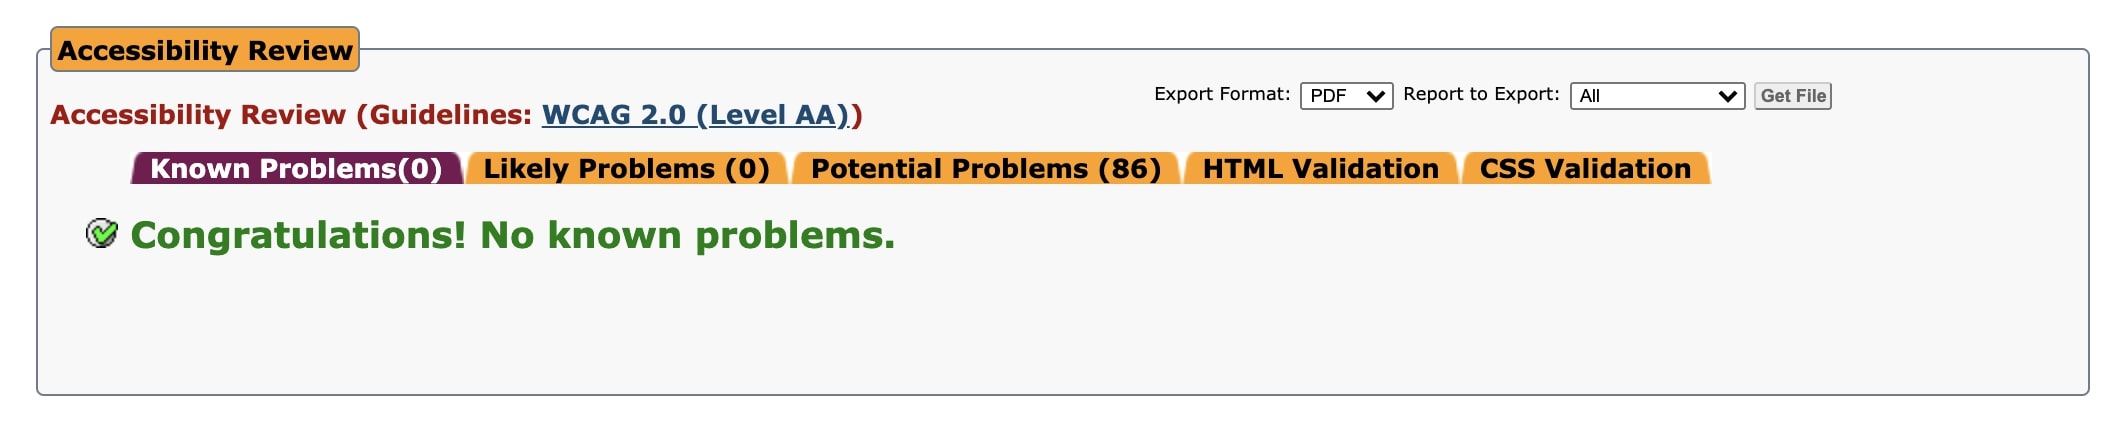 Accessibility Review
Export Format: PDF Report to Export: All Get File
Accessibility Review (Guidelines: WCAG 2.0 (Level AA))
Known Problems(0) Likely Problems (0) Potential Problems (86) HTML Validation CSS Validation
Congratulations! No known problems.